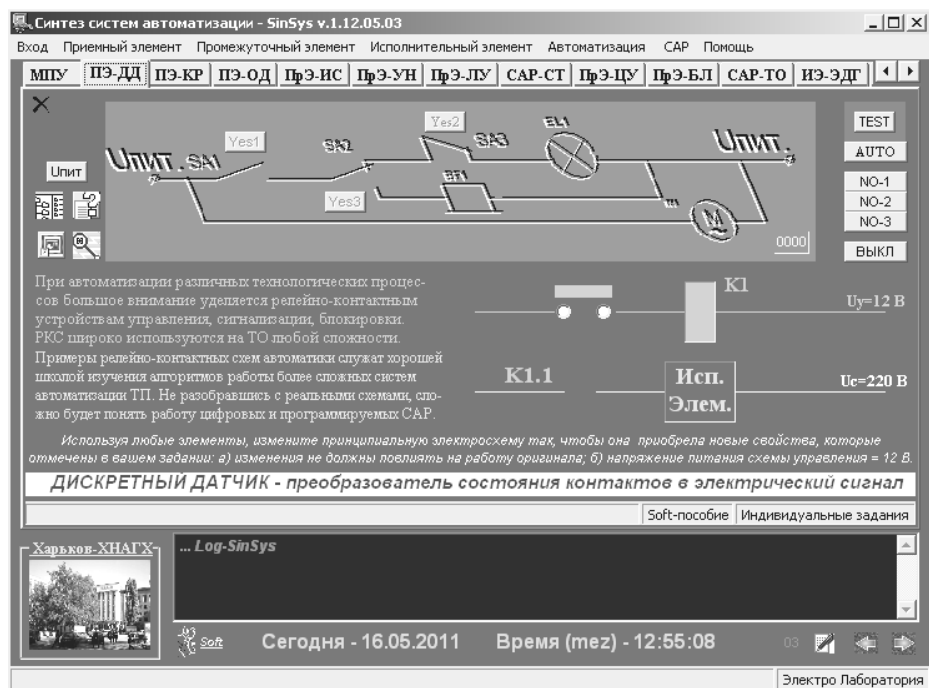 Синтез систем автоматизации - SinSys v.1.12.05.03
Вход Приемный элемент Промежуточный элемент Исполнительный элемент Автоматизация САР Помощь
МПУ ПЭ-ДД ПЭ-КР ПЭ-ОД ПрЭ-ИС ПрЭ-УН ПрЭ-ЛУ САР-СТ ПрЭ-ЦУ ПрЭ-БЛ САР-ТО ИЭ-ЭДГ
Uпит
Uпит.
SA1
Yes1
SA2
Yes2
SA3
EL1
Uпит.
Yes3
BF1
M
0000
TEST
AUTO
NO-1
NO-2
NO-3
ВЫКЛ
При автоматизации различных технологических процес-
сов большое внимание уделяется релейно-контактным
устройствам управления, сигнализации, блокировки.
РКС широко используются на ТО любой сложности.
Примеры релейно-контактных схем автоматики служат хорошей
школой изучения алгоритмов работы более сложных систем
автоматизации ТП. Не разобравшись с реальными схемами, сло-
жно будет понять работу цифровых и программируемых САР.
K1
Uy=12 В
K1.1
Исп.
Элем.
Uc=220 В
Используя любые элементы, измените принципиальную электросхему так, чтобы она приобрела новые свойства, которые
отмечены в вашем задании: а) изменения не должны повлиять на работу оригинала; б) напряжение питания схемы управления = 12 В.
ДИСКРЕТНЫЙ ДАТЧИК - преобразователь состояния контактов в электрический сигнал
Soft-пособие Индивидуальные задания
Харьков-ХНАГХ
... Log-SinSys
Soft
Сегодня - 16.05.2011 Время (mez) - 12:55:08
03
Электро Лаборатория